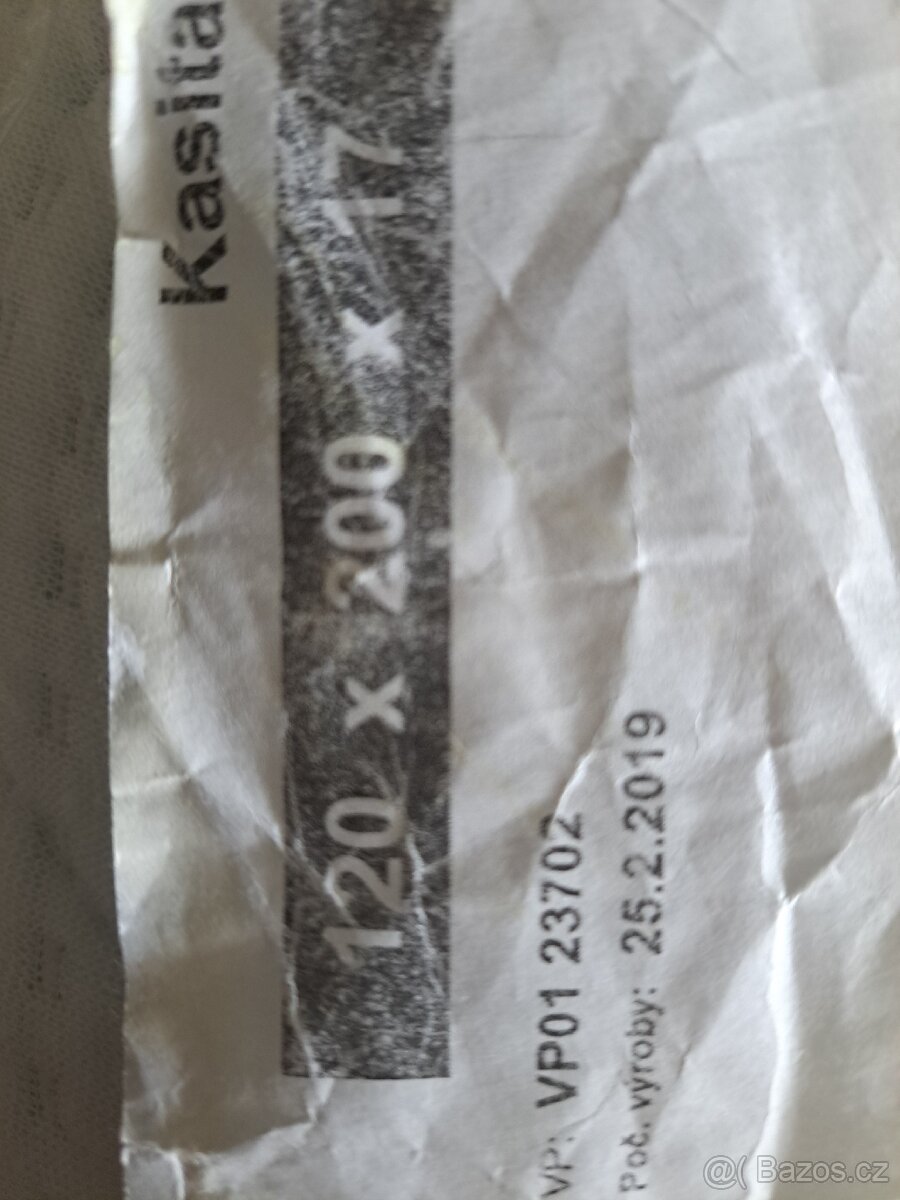 Kasita
120 x 200 x 17
VP: VP01 23702
Poč. výroby: 25.2.2019
@( Bazos.cz